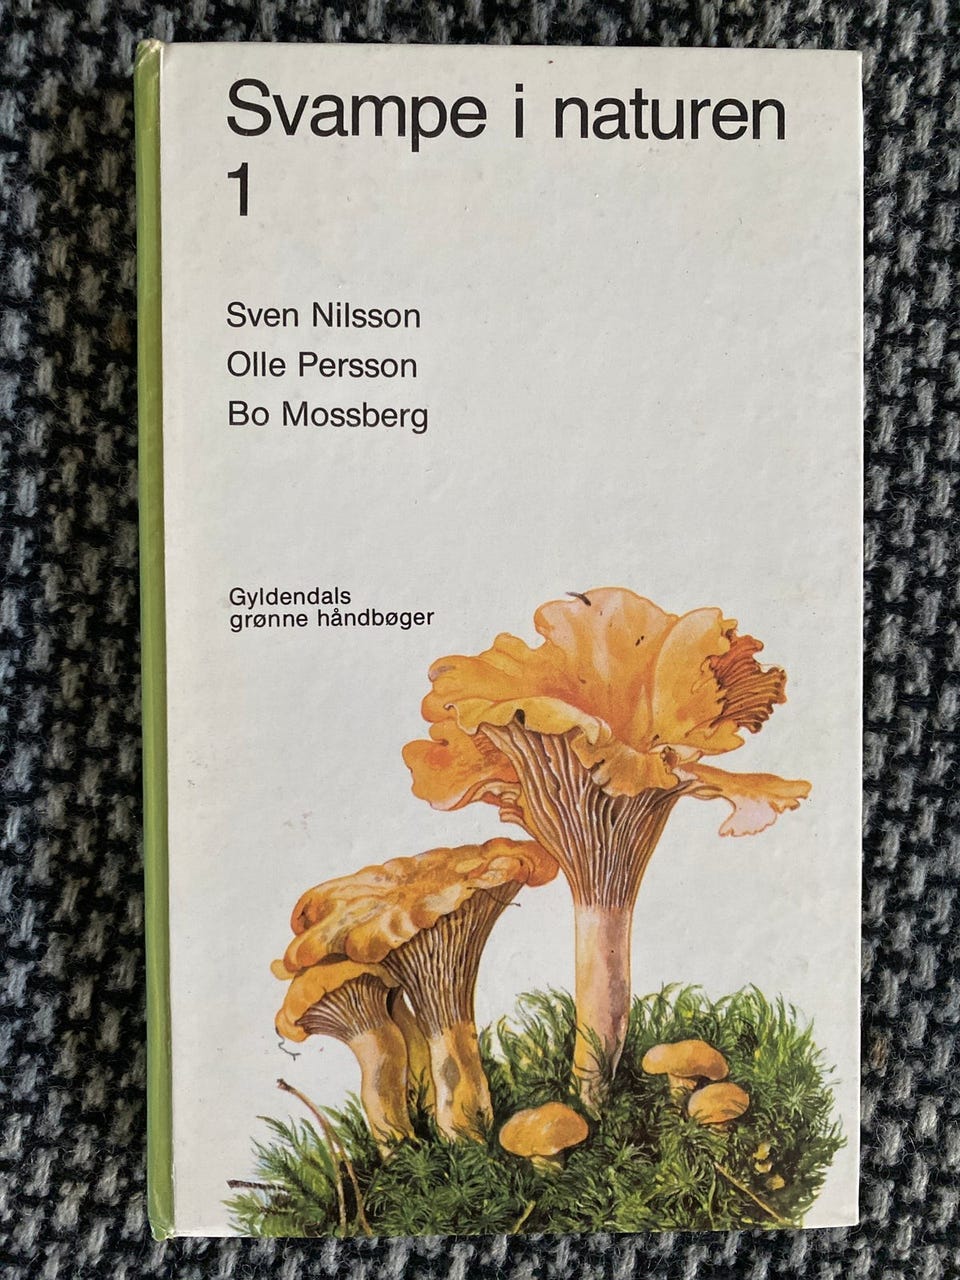 Svampe i naturen
1
Sven Nilsson
Olle Persson
Bo Mossberg
Gyldendals
grønne håndbøger